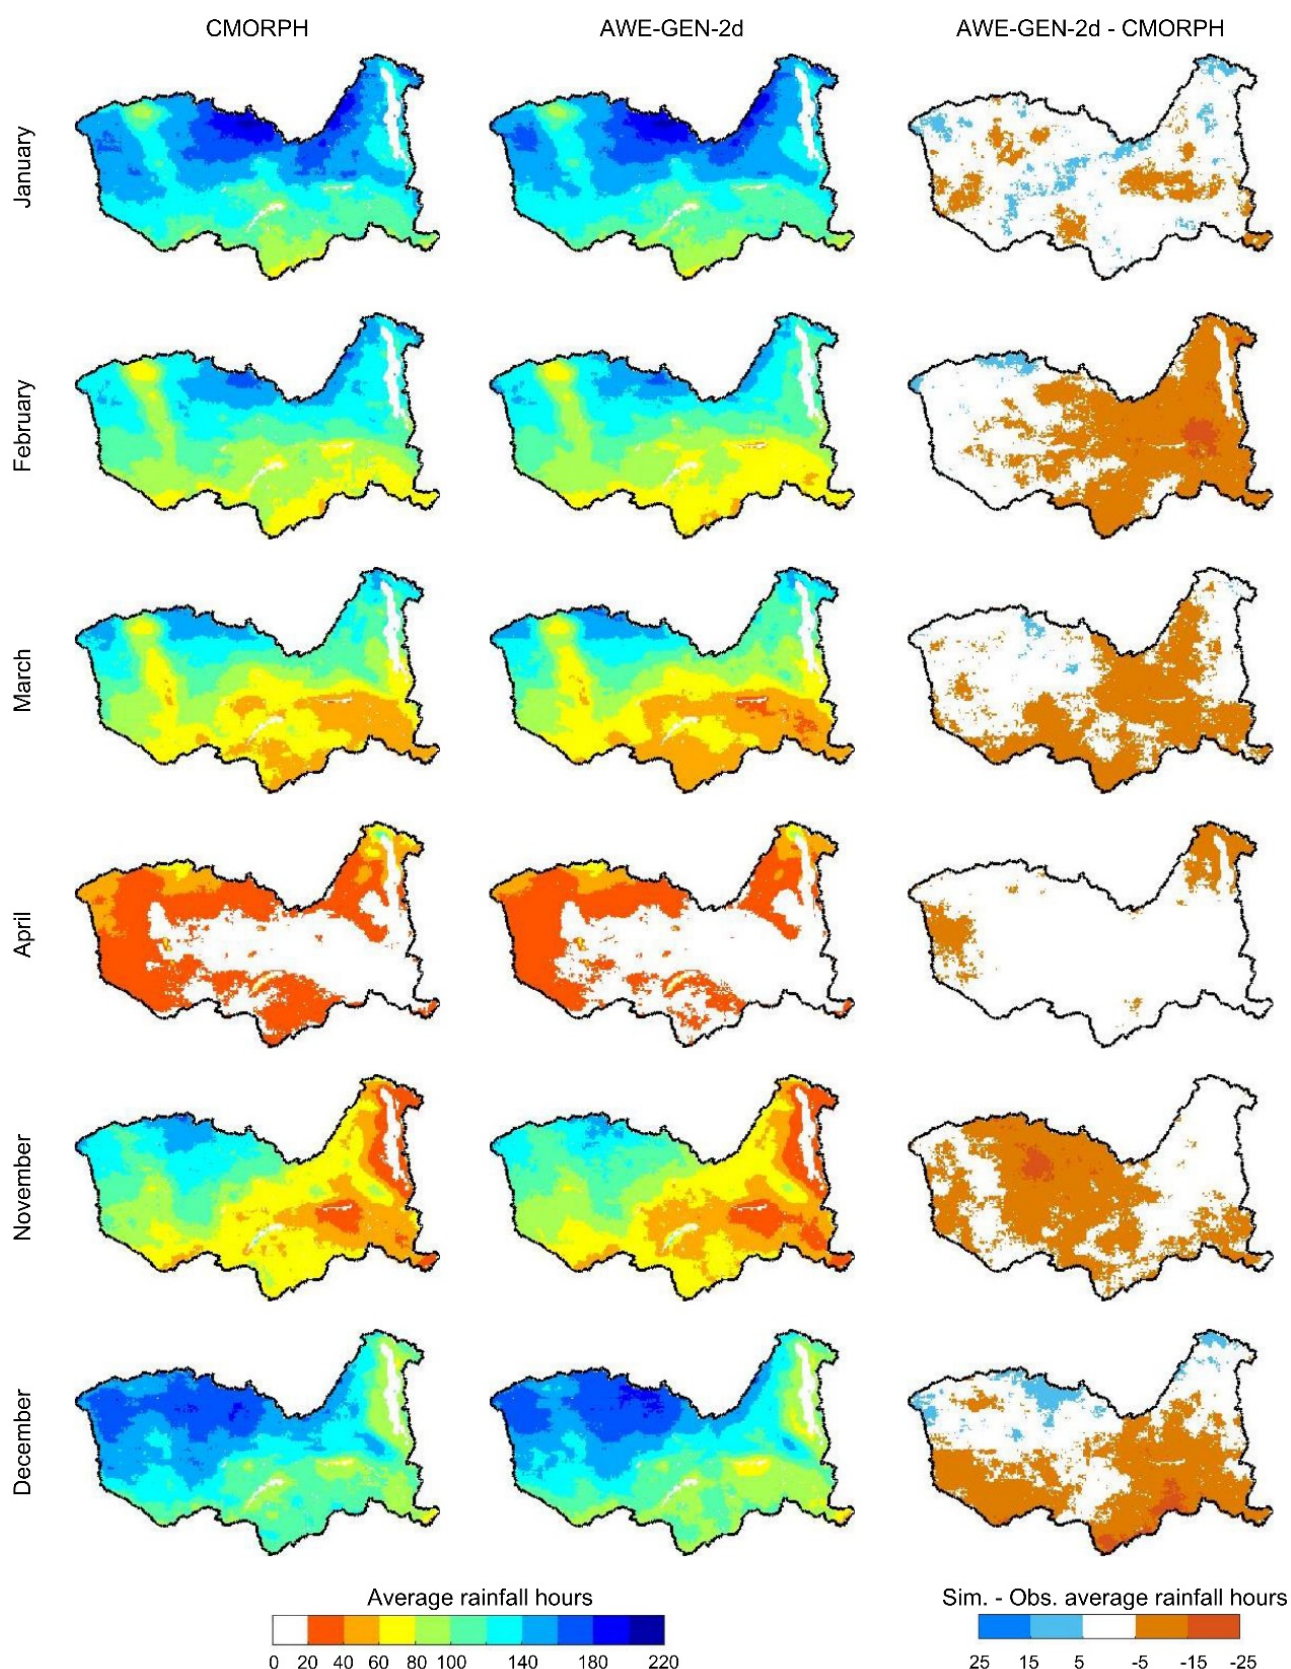 CMORPH AWE-GEN-2d AWE-GEN-2d - CMORPH
January
February
March
April
November
December
Average rainfall hours
0 20 40 60 80 100 140 180 220
Sim. - Obs. average rainfall hours
25 15 5 -5 -15 -25